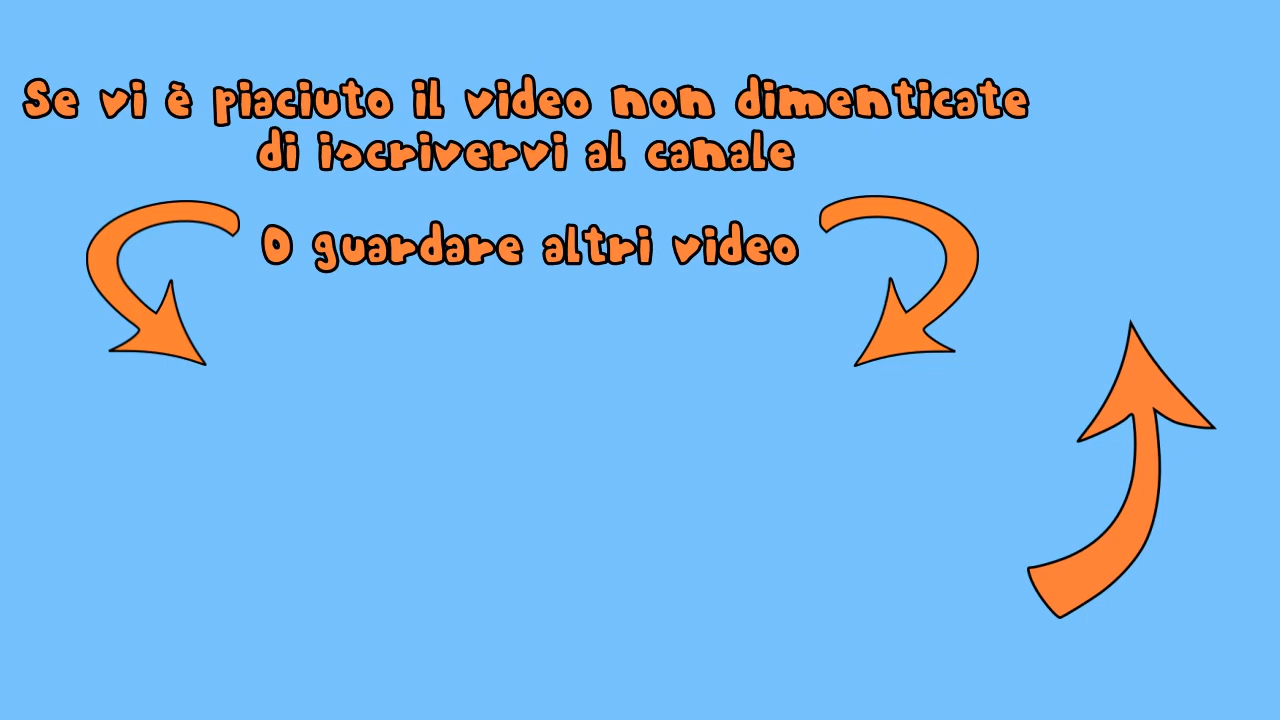 Se vi è piaciuto il video non dimenticate
di iscrivervi al canale
O guardare altri video